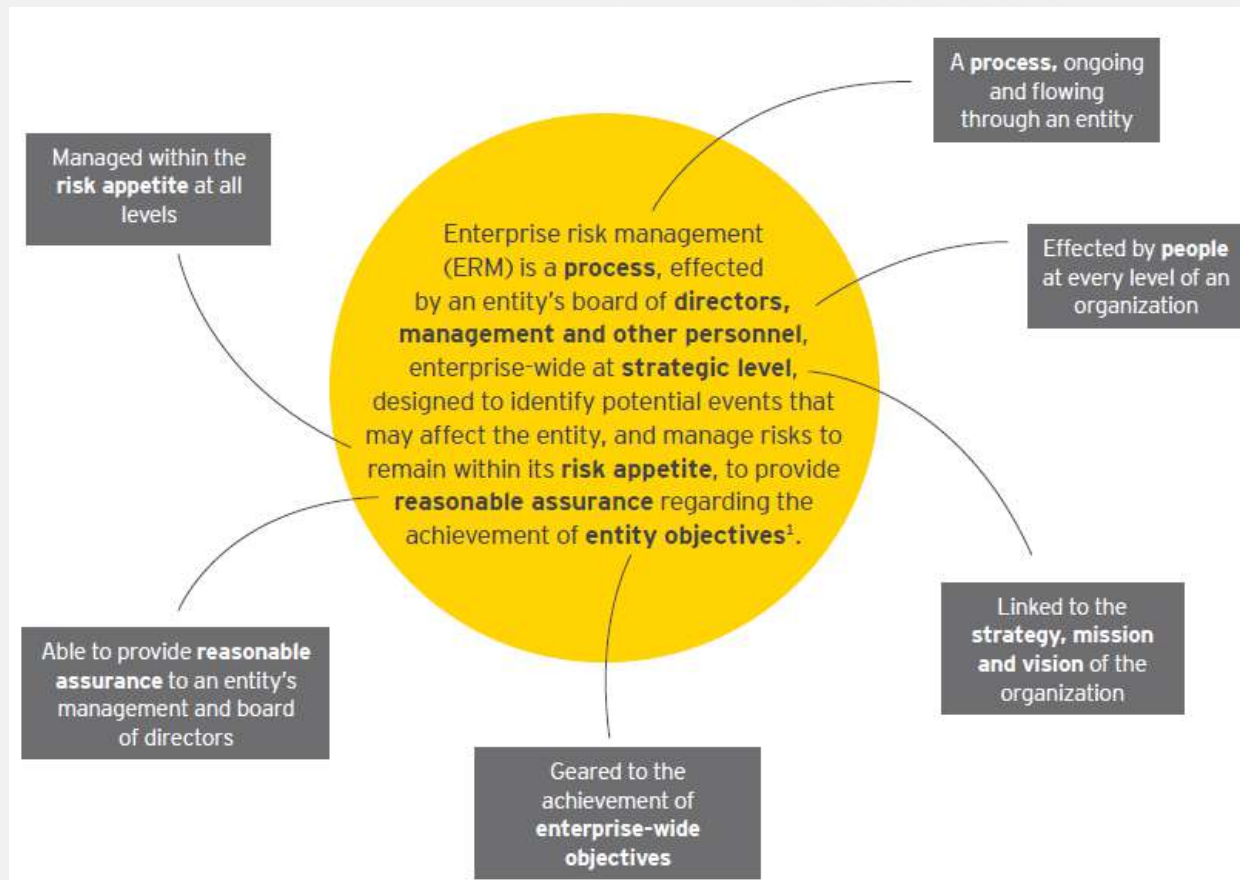 A process, ongoing
and flowing
through an entity
Managed within the
risk appetite at all
levels
Enterprise risk management
(ERM) is a process, effected
by an entity's board of directors,
management and other personnel,
enterprise-wide at strategic level,
designed to identify potential events that
may affect the entity, and manage risks to
remain within its risk appetite, to provide
reasonable assurance regarding the
achievement of entity objectives¹.
Effected by people
at every level of an
organization
Linked to the
strategy, mission
and vision of the
organization
Able to provide reasonable
assurance to an entity's
management and board
of directors
Geared to the
achievement of
enterprise-wide
objectives